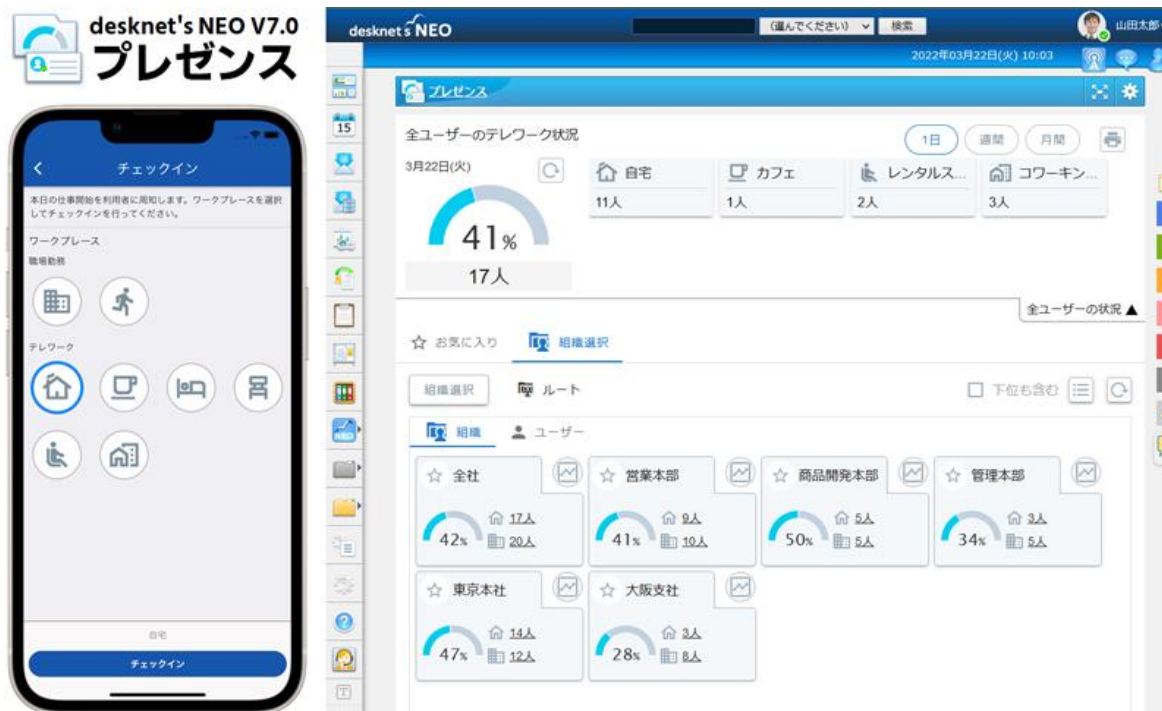 desknet's NEO V7.0
プレゼンス
チェックイン
本日の仕事開始を利用者に周知します。ワークプレースを選択
してチェックインを行ってください。
ワークプレース
職場勤務
テレワーク
自宅
チェックイン
desknet's NEO
(選んでください)
検索
山田太郎
2022年03月22日(火) 10:03
15
プレゼンス
全ユーザーのテレワーク状況
1日
週間
月間
3月22日(火)
41%
17人
自宅
11人
カフェ
1人
レンタルス...
2人
コワーキン...
3人
全ユーザーの状況▲
お気に入り
組織選択
組織選択
ルート
下位も含む
組織
ユーザー
全社
42%
17人
20人
営業本部
41%
9人
10人
商品開発本部
50%
5人
5人
管理本部
34%
3人
5人
東京本社
47%
14人
12人
大阪支社
28%
3人
8人
NEO
T